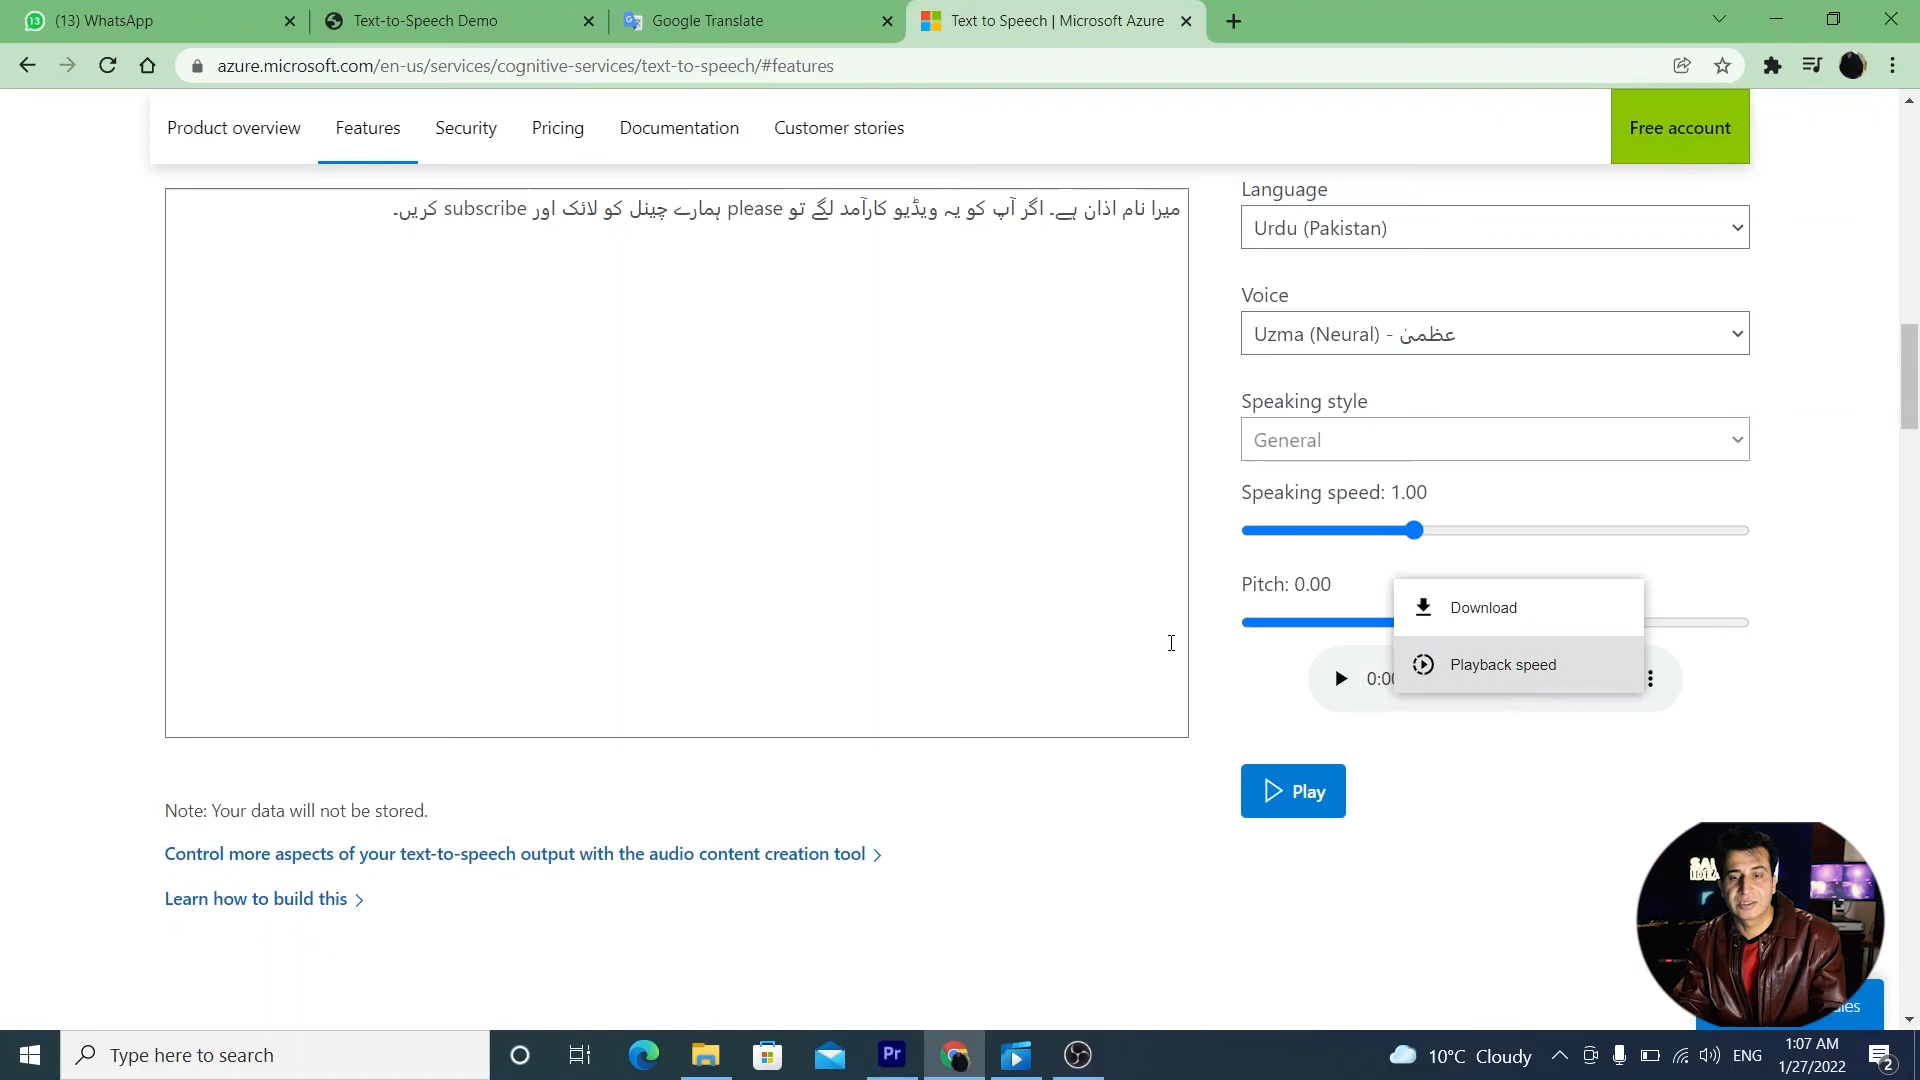 (13) WhatsApp
Text-to-Speech Demo
Google Translate
Text to Speech | Microsoft Azure
azure.microsoft.com/en-us/services/cognitive-services/text-to-speech/#features
Product overview
Features
Security
Pricing
Documentation
Customer stories
Free account
میرا نام اذان ہے۔ اگر آپ کو یہ ویڈیو کارآمد لگے تو please ہمارے چینل کو لائک اور subscribe کریں۔
Language
Urdu (Pakistan)
Voice
Uzma (Neural) - عظمیٰ
Speaking style
General
Speaking speed: 1.00
Pitch: 0.00
Download
Playback speed
0:00
Play
Note: Your data will not be stored.
Control more aspects of your text-to-speech output with the audio content creation tool
Learn how to build this
Type here to search
Pr
10°C Cloudy
ENG
1:07 AM
1/27/2022
2